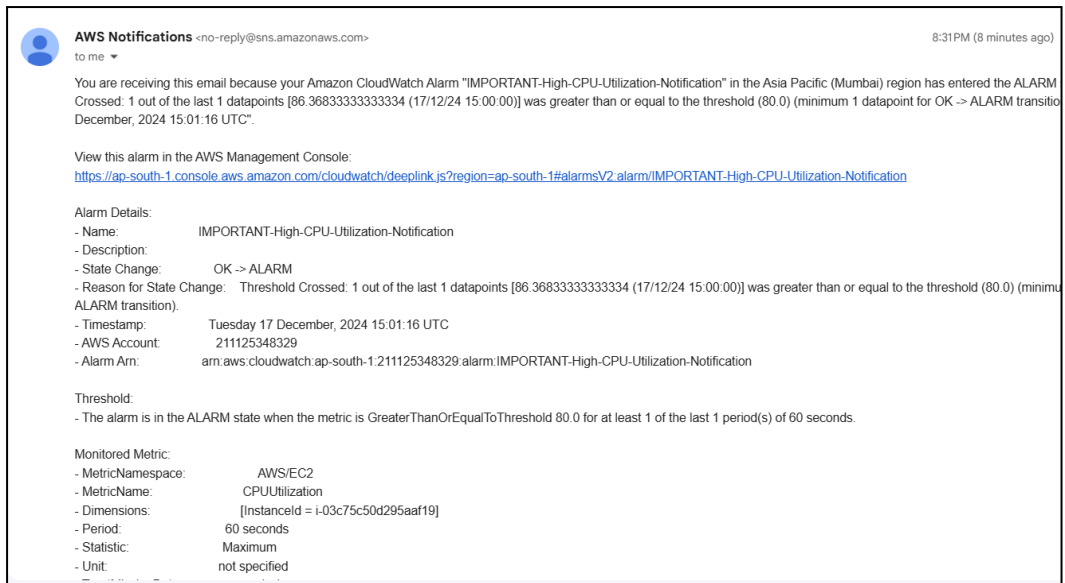 AWS Notifications <no-reply@sns.amazonaws.com> 8:31 PM (8 minutes ago)
to me
You are receiving this email because your Amazon CloudWatch Alarm "IMPORTANT-High-CPU-Utilization-Notification" in the Asia Pacific (Mumbai) region has entered the ALARM
Crossed: 1 out of the last 1 datapoints [86.36833333333334 (17/12/24 15:00:00)] was greater than or equal to the threshold (80.0) (minimum 1 datapoint for OK -> ALARM transitio
December, 2024 15:01:16 UTC".
View this alarm in the AWS Management Console:
https://ap-south-1.console.aws.amazon.com/cloudwatch/deeplink.js?region=ap-south-1#alarmsV2:alarm/IMPORTANT-High-CPU-Utilization-Notification
Alarm Details:
- Name: IMPORTANT-High-CPU-Utilization-Notification
- Description:
- State Change: OK -> ALARM
- Reason for State Change: Threshold Crossed: 1 out of the last 1 datapoints [86.36833333333334 (17/12/24 15:00:00)] was greater than or equal to the threshold (80.0) (minimu
ALARM transition).
- Timestamp: Tuesday 17 December, 2024 15:01:16 UTC
- AWS Account: 211125348329
- Alarm Arn: arn:aws:cloudwatch:ap-south-1:211125348329:alarm:IMPORTANT-High-CPU-Utilization-Notification
Threshold:
- The alarm is in the ALARM state when the metric is GreaterThanOrEqualToThreshold 80.0 for at least 1 of the last 1 period(s) of 60 seconds.
Monitored Metric:
- MetricNamespace: AWS/EC2
- MetricName: CPUUtilization
- Dimensions: [InstanceId = i-03c75c50d295aaf19]
- Period: 60 seconds
- Statistic: Maximum
- Unit: not specified